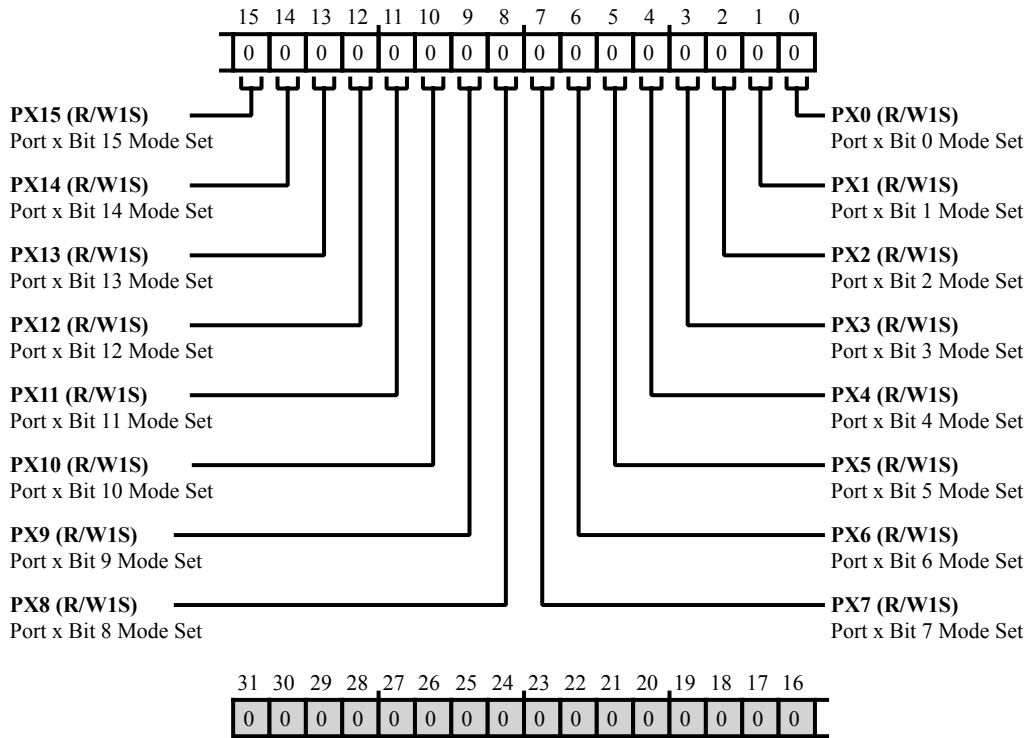 15 14 13 12 11 10 9 8 7 6 5 4 3 2 1 0
0 0 0 0 0 0 0 0 0 0 0 0 0 0 0 0
PX15 (R/W1S)
Port x Bit 15 Mode Set
PX14 (R/W1S)
Port x Bit 14 Mode Set
PX13 (R/W1S)
Port x Bit 13 Mode Set
PX12 (R/W1S)
Port x Bit 12 Mode Set
PX11 (R/W1S)
Port x Bit 11 Mode Set
PX10 (R/W1S)
Port x Bit 10 Mode Set
PX9 (R/W1S)
Port x Bit 9 Mode Set
PX8 (R/W1S)
Port x Bit 8 Mode Set
PX0 (R/W1S)
Port x Bit 0 Mode Set
PX1 (R/W1S)
Port x Bit 1 Mode Set
PX2 (R/W1S)
Port x Bit 2 Mode Set
PX3 (R/W1S)
Port x Bit 3 Mode Set
PX4 (R/W1S)
Port x Bit 4 Mode Set
PX5 (R/W1S)
Port x Bit 5 Mode Set
PX6 (R/W1S)
Port x Bit 6 Mode Set
PX7 (R/W1S)
Port x Bit 7 Mode Set
31 30 29 28 27 26 25 24 23 22 21 20 19 18 17 16
0 0 0 0 0 0 0 0 0 0 0 0 0 0 0 0